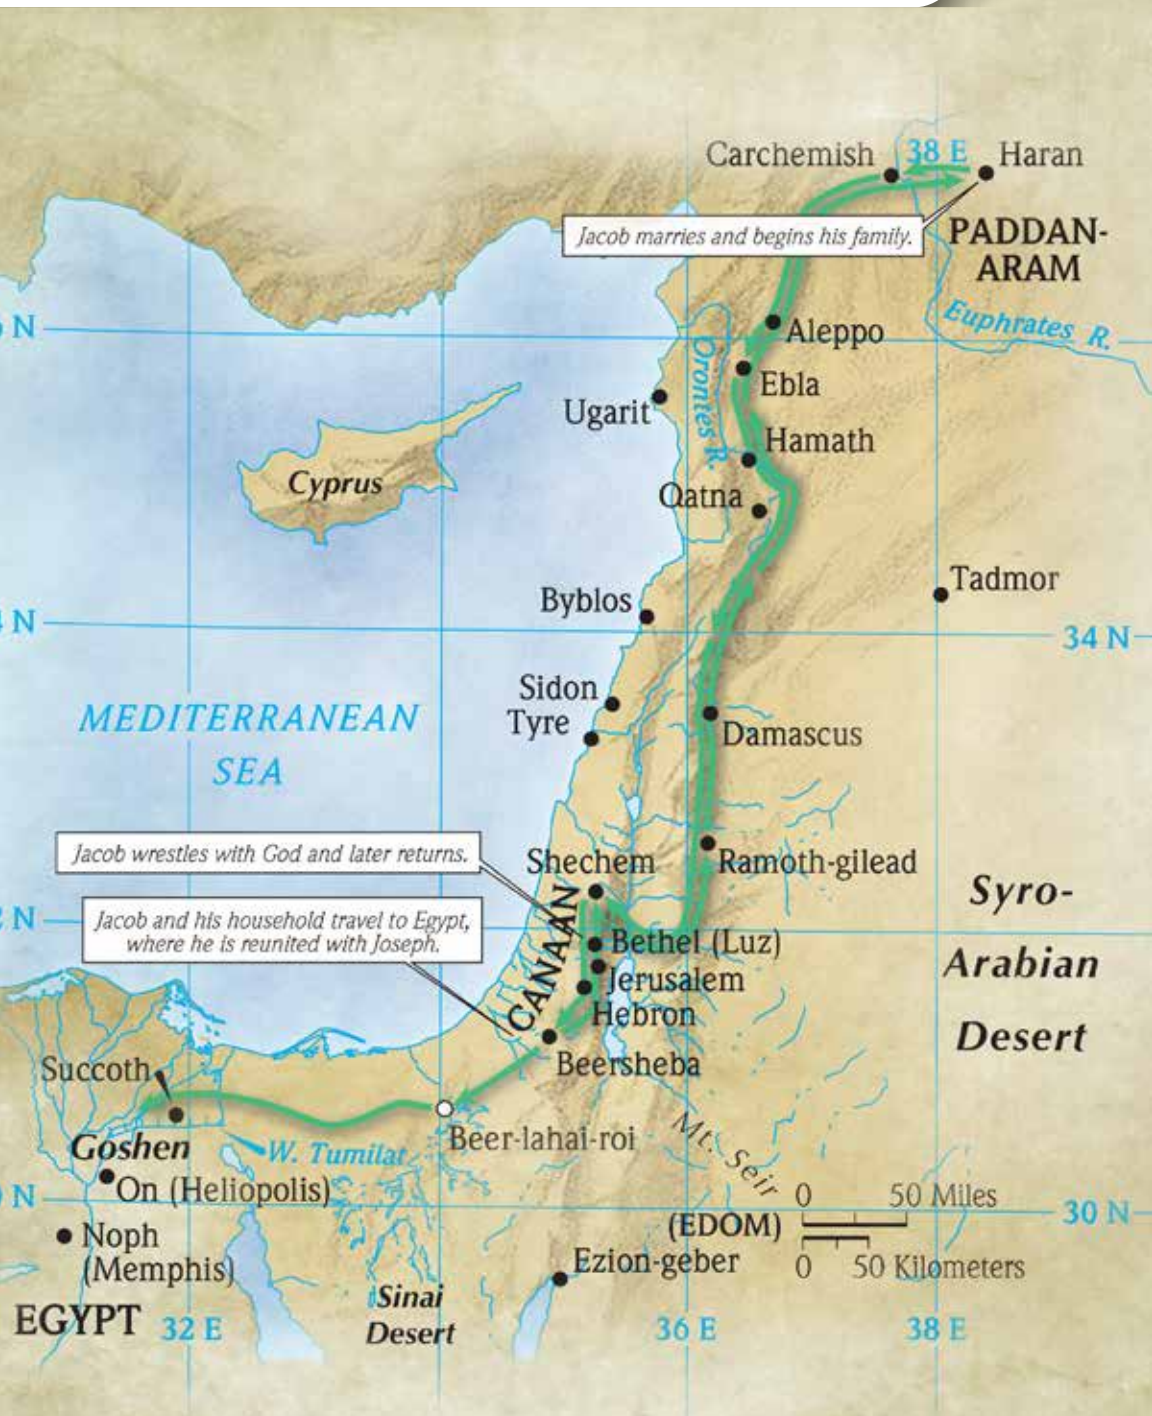 Carchemish
38 E
Haran
Jacob marries and begins his family.
PADDAN-
ARAM
Euphrates R.
N
Aleppo
Ebla
Orontes R.
Ugarit
Hamath
Cyprus
Qatna
Tadmor
Byblos
N
34 N
Sidon
Tyre
MEDITERRANEAN
SEA
Damascus
Jacob wrestles with God and later returns.
Shechem
Ramoth-gilead
Syro-
Arabian
Desert
2 N
Jacob and his household travel to Egypt,
where he is reunited with Joseph.
CANAAN
Bethel (Luz)
Jerusalem
Hebron
Beersheba
Succoth
Goshen
W. Tumilat
Beer-lahai-roi
Mt. Seir
(EDOM)
On (Heliopolis)
N
0 50 Miles
0 50 Kilometers
30 N
Noph
(Memphis)
Ezion-geber
Sinai
Desert
EGYPT
32 E
36 E
38 E